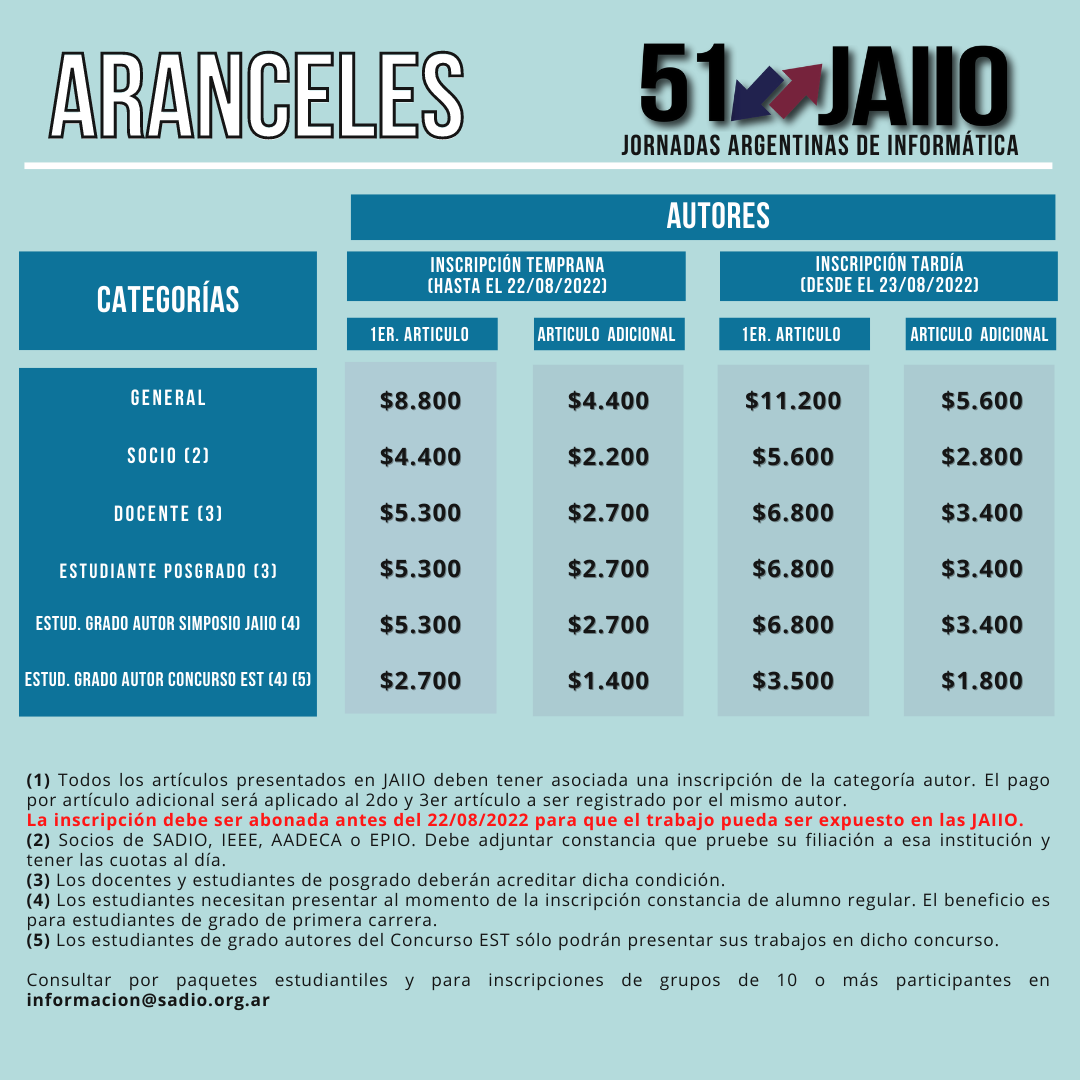 ARANCELES
51 JAIIO
JORNADAS ARGENTINAS DE INFORMÁTICA
AUTORES
CATEGORÍAS
INSCRIPCIÓN TEMPRANA
(HASTA EL 22/08/2022)
INSCRIPCIÓN TARDÍA
(DESDE EL 23/08/2022)
1ER. ARTICULO ARTICULO ADICIONAL 1ER. ARTICULO ARTICULO ADICIONAL
GENERAL $8.800 $4.400 $11.200 $5.600
SOCIO (2) $4.400 $2.200 $5.600 $2.800
DOCENTE (3) $5.300 $2.700 $6.800 $3.400
ESTUDIANTE POSGRADO (3) $5.300 $2.700 $6.800 $3.400
ESTUD. GRADO AUTOR SIMPOSIO JAIIO (4) $5.300 $2.700 $6.800 $3.400
ESTUD. GRADO AUTOR CONCURSO EST (4) (5) $2.700 $1.400 $3.500 $1.800
(1) Todos los artículos presentados en JAIIO deben tener asociada una inscripción de la categoría autor. El pago
por artículo adicional será aplicado al 2do y 3er artículo a ser registrado por el mismo autor.
La inscripción debe ser abonada antes del 22/08/2022 para que el trabajo pueda ser expuesto en las JAIIO.
(2) Socios de SADIO, IEEE, AADECA o EPIO. Debe adjuntar constancia que pruebe su filiación a esa institución y
tener las cuotas al día.
(3) Los docentes y estudiantes de posgrado deberán acreditar dicha condición.
(4) Los estudiantes necesitan presentar al momento de la inscripción constancia de alumno regular. El beneficio es
para estudiantes de grado de primera carrera.
(5) Los estudiantes de grado autores del Concurso EST sólo podrán presentar sus trabajos en dicho concurso.
Consultar por paquetes estudiantiles y para inscripciones de grupos de 10 o más participantes en
informacion@sadio.org.ar